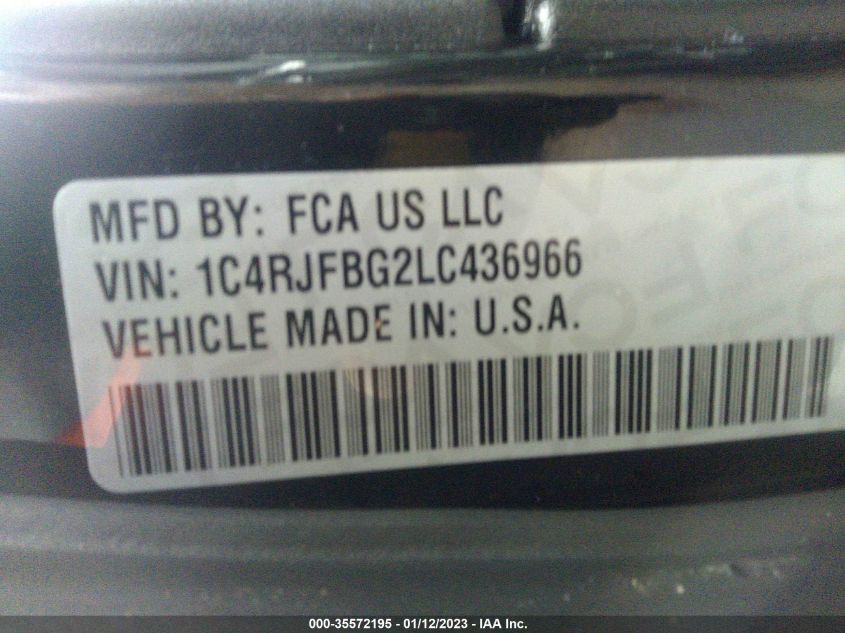 MFD BY: FCA US LLC
VIN: 1C4RJFBG2LC436966
VEHICLE MADE IN: U.S.A.
000-35572195 - 01/12/2023 - IAA Inc.